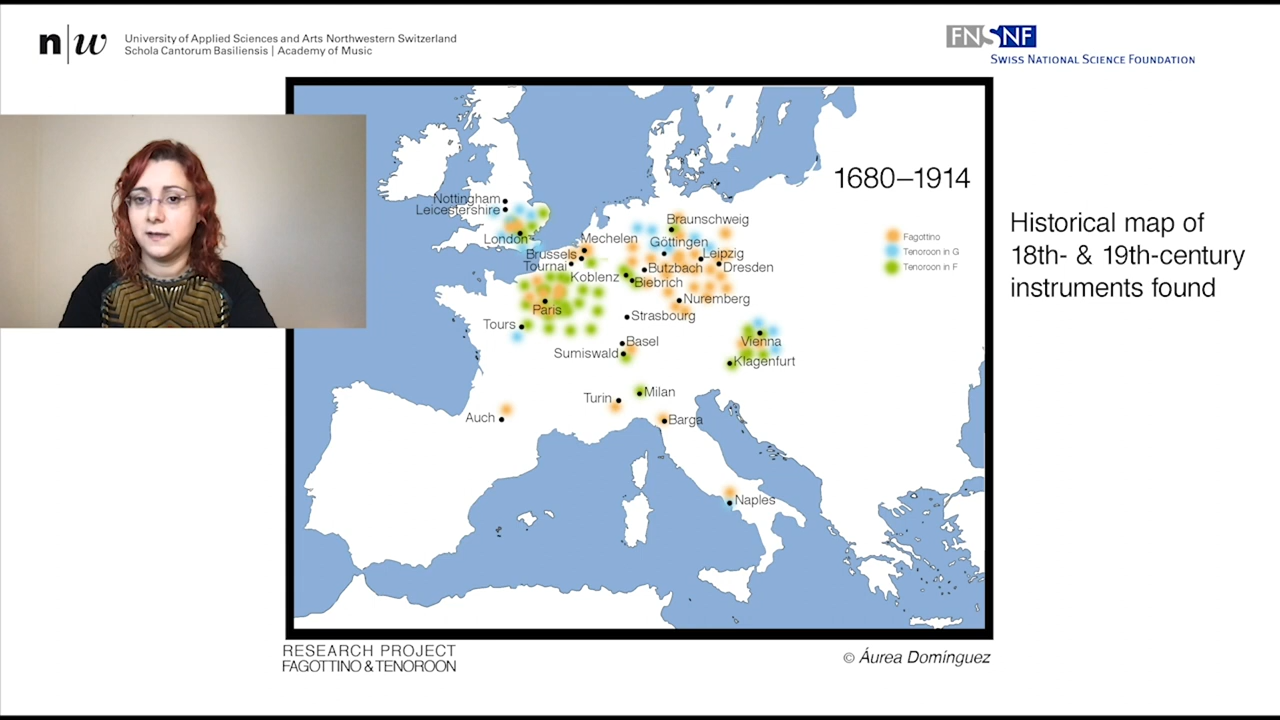 n|w
University of Applied Sciences and Arts Northwestern Switzerland
Schola Cantorum Basiliensis | Academy of Music
FNSNF
Swiss National Science Foundation
1680–1914
Fagottino
Tenoroon in G
Tenoroon in F
Historical map of
18th- & 19th-century
instruments found
Nottingham
Leicestershire
London
Braunschweig
Mechelen
Göttingen
Brussels
Leipzig
Tournai
Butzbach
Dresden
Koblenz
Biebrich
Nuremberg
Paris
Strasbourg
Tours
Basel
Vienna
Sumiswald
Klagenfurt
Milan
Turin
Auch
Barga
Naples
RESEARCH PROJECT
FAGOTTINO & TENOROON
© Áurea Domínguez